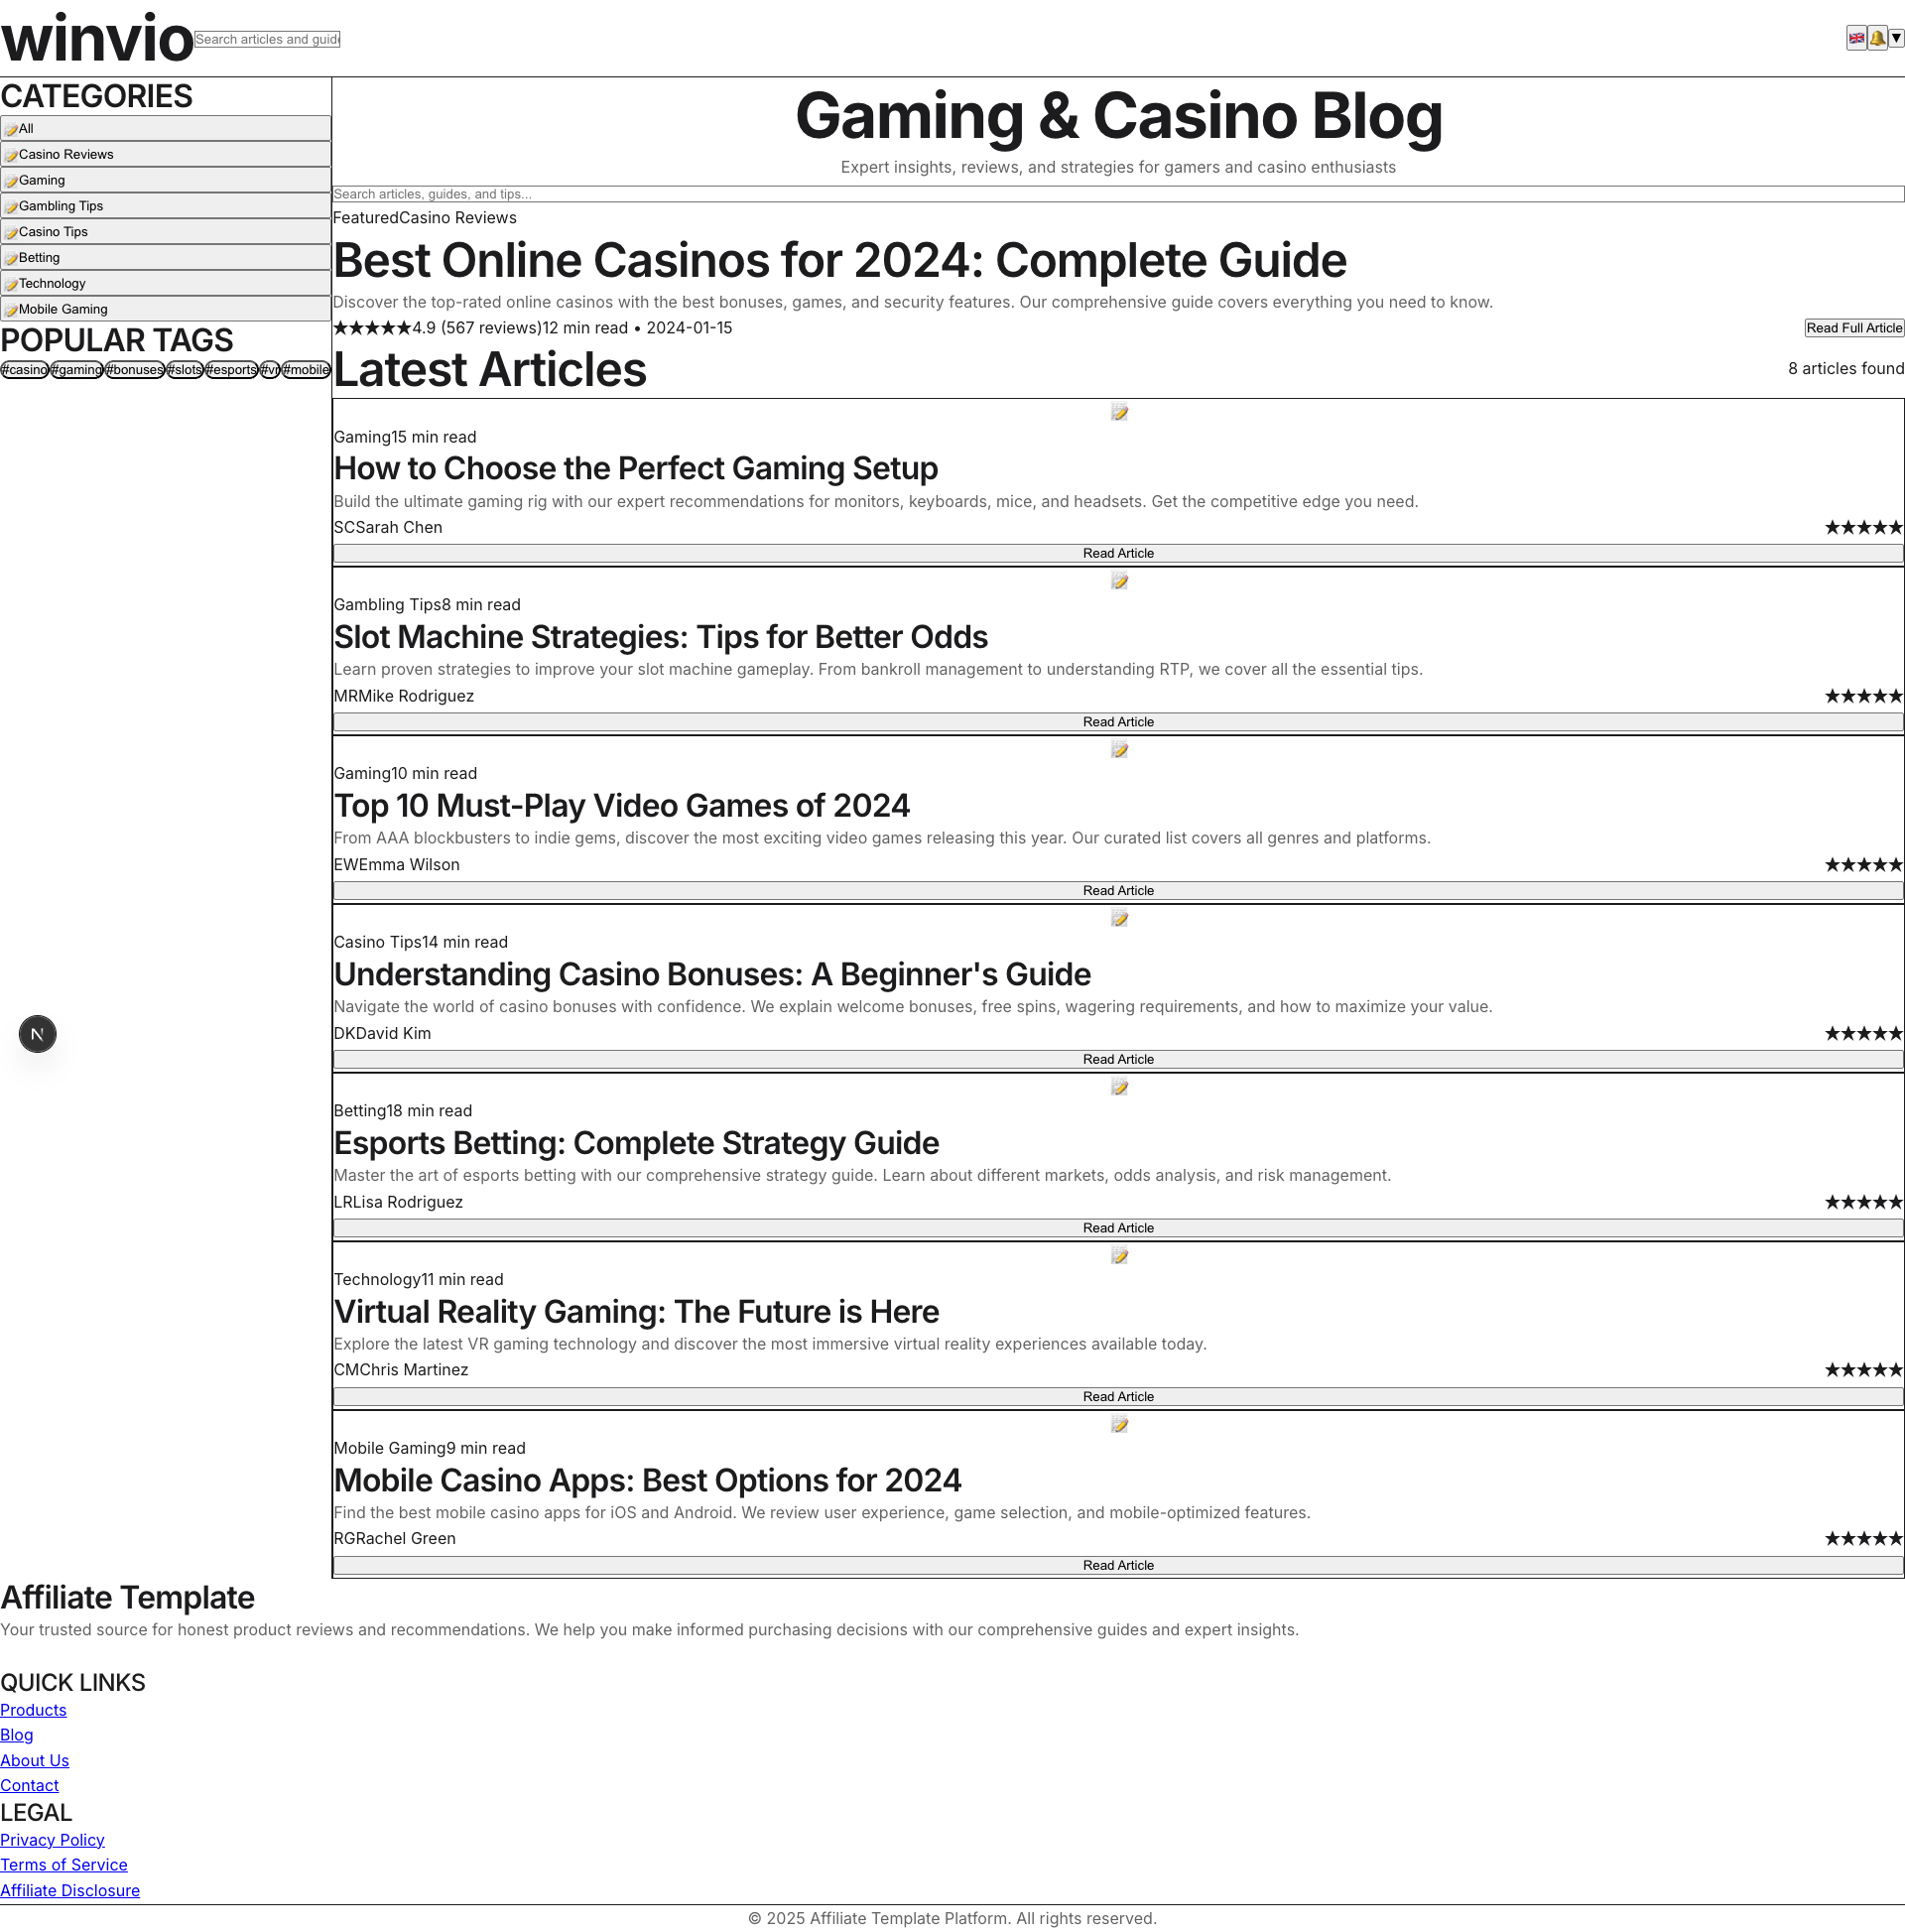 winvio
Search articles and guide
CATEGORIES
All
Casino Reviews
Gaming
Gambling Tips
Casino Tips
Betting
Technology
Mobile Gaming
POPULAR TAGS
#casino #gaming #bonuses #slots #esports #vr #mobile
Gaming & Casino Blog
Expert insights, reviews, and strategies for gamers and casino enthusiasts
Search articles, guides, and tips...
FeaturedCasino Reviews
Best Online Casinos for 2024: Complete Guide
Discover the top-rated online casinos with the best bonuses, games, and security features. Our comprehensive guide covers everything you need to know.
★★★★★4.9 (567 reviews)12 min read • 2024-01-15
Read Full Article
Latest Articles
8 articles found
Gaming15 min read
How to Choose the Perfect Gaming Setup
Build the ultimate gaming rig with our expert recommendations for monitors, keyboards, mice, and headsets. Get the competitive edge you need.
SCSarah Chen ★★★★★
Read Article
Gambling Tips8 min read
Slot Machine Strategies: Tips for Better Odds
Learn proven strategies to improve your slot machine gameplay. From bankroll management to understanding RTP, we cover all the essential tips.
MRMike Rodriguez ★★★★★
Read Article
Gaming10 min read
Top 10 Must-Play Video Games of 2024
From AAA blockbusters to indie gems, discover the most exciting video games releasing this year. Our curated list covers all genres and platforms.
EWEmma Wilson ★★★★★
Read Article
Casino Tips14 min read
Understanding Casino Bonuses: A Beginner's Guide
Navigate the world of casino bonuses with confidence. We explain welcome bonuses, free spins, wagering requirements, and how to maximize your value.
DKDavid Kim ★★★★★
Read Article
Betting18 min read
Esports Betting: Complete Strategy Guide
Master the art of esports betting with our comprehensive strategy guide. Learn about different markets, odds analysis, and risk management.
LRLisa Rodriguez ★★★★★
Read Article
Technology11 min read
Virtual Reality Gaming: The Future is Here
Explore the latest VR gaming technology and discover the most immersive virtual reality experiences available today.
CMChris Martinez ★★★★★
Read Article
Mobile Gaming9 min read
Mobile Casino Apps: Best Options for 2024
Find the best mobile casino apps for iOS and Android. We review user experience, game selection, and mobile-optimized features.
RGRachel Green ★★★★★
Read Article
N
Affiliate Template
Your trusted source for honest product reviews and recommendations. We help you make informed purchasing decisions with our comprehensive guides and expert insights.
QUICK LINKS
Products
Blog
About Us
Contact
LEGAL
Privacy Policy
Terms of Service
Affiliate Disclosure
© 2025 Affiliate Template Platform. All rights reserved.